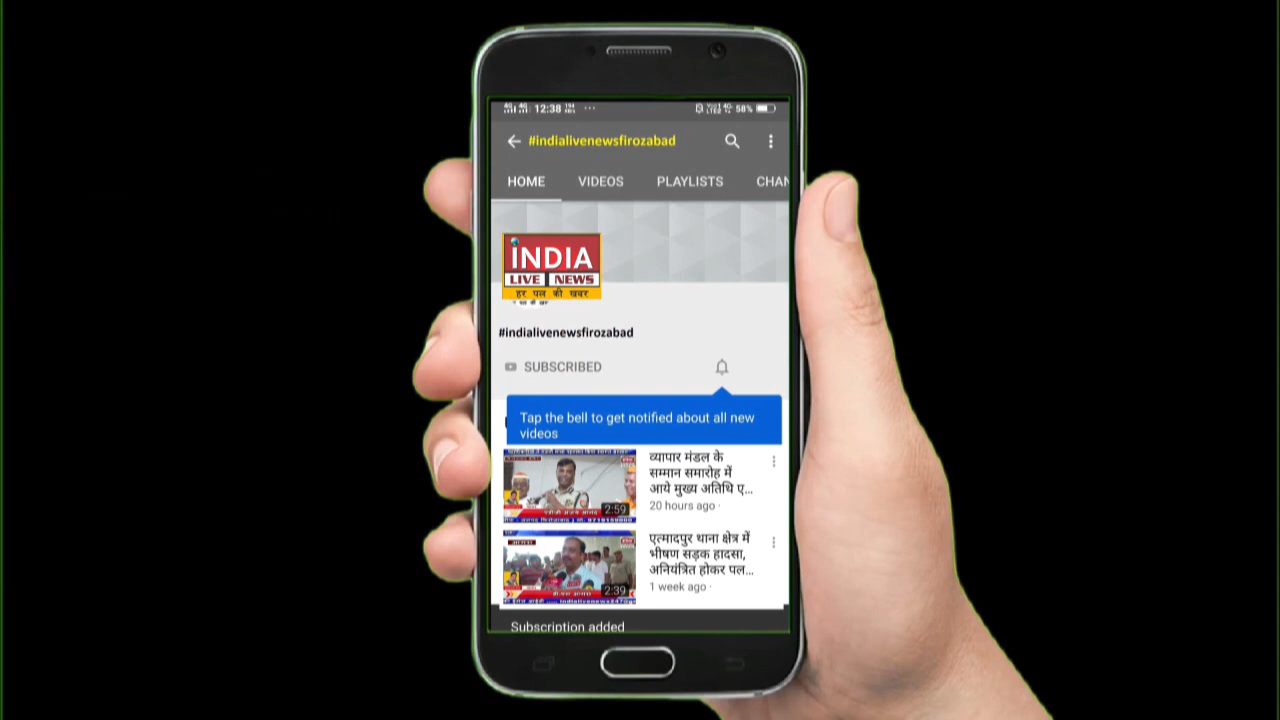 12:38 ... 58%
#indialivenewsfirozabad
HOME VIDEOS PLAYLISTS CHAN
INDIA
LIVE NEWS
हर पल की खबर
#indialivenewsfirozabad
SUBSCRIBED
Tap the bell to get notified about all new
videos
व्यापार मंडल के
सम्मान समारोह में
आये मुख्य अतिथि ए...
20 hours ago ·
2:59
एत्मादपुर थाना क्षेत्र में
भीषण सड़क हादसा,
अनियंत्रित होकर पल...
1 week ago ·
2:39
Subscription added